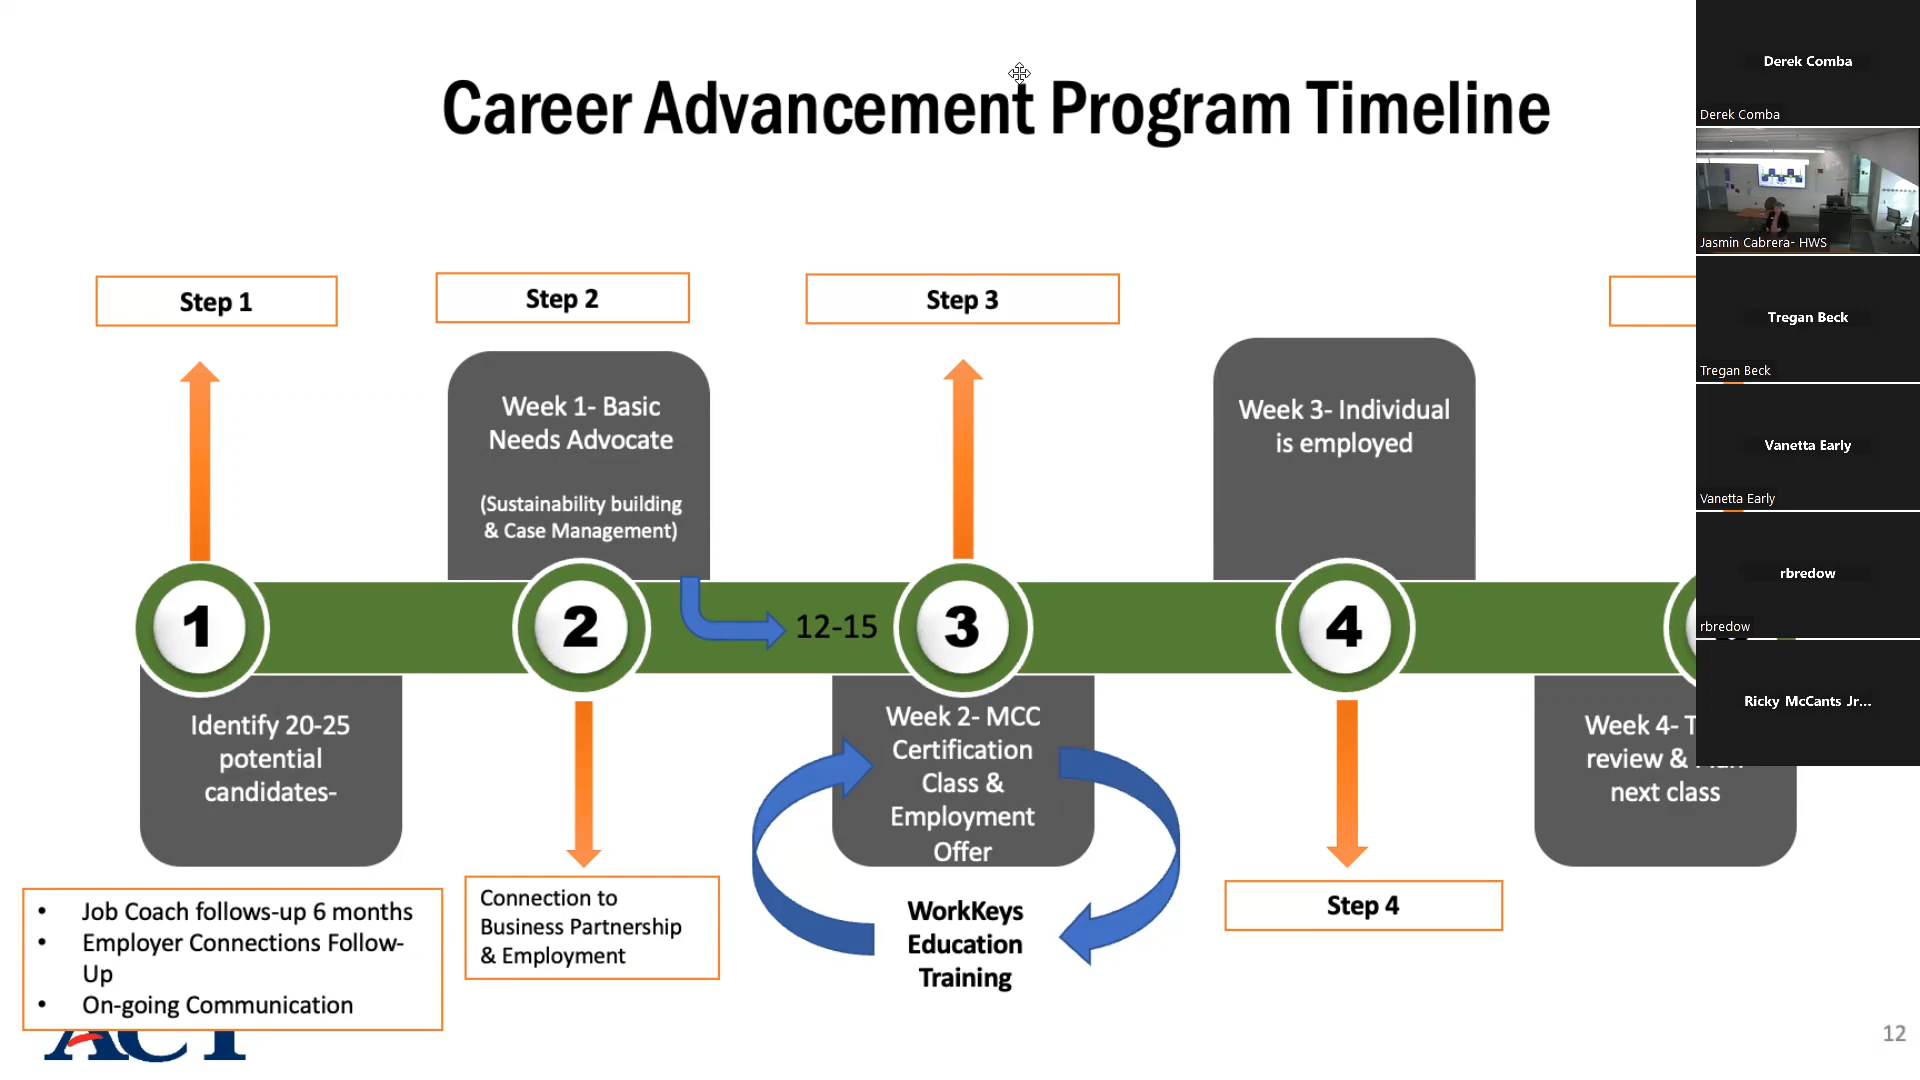 Career Advancement Program Timeline
Step 1
Step 2
Step 3
Week 1- Basic
Needs Advocate
(Sustainability building
& Case Management)
Week 3- Individual
is employed
1
2
12-15
3
4
Identify 20-25
potential
candidates-
Week 2- MCC
Certification
Class &
Employment
Offer
Week 4-
review &
next class
Job Coach follows-up 6 months
Employer Connections Follow-
Up
On-going Communication
Connection to
Business Partnership
& Employment
WorkKeys
Education
Training
Step 4
ACT
12
Derek Comba
Derek Comba
Jasmin Cabrera- HWS
Tregan Beck
Tregan Beck
Vanetta Early
Vanetta Early
rbredow
rbredow
Ricky McCants Jr...